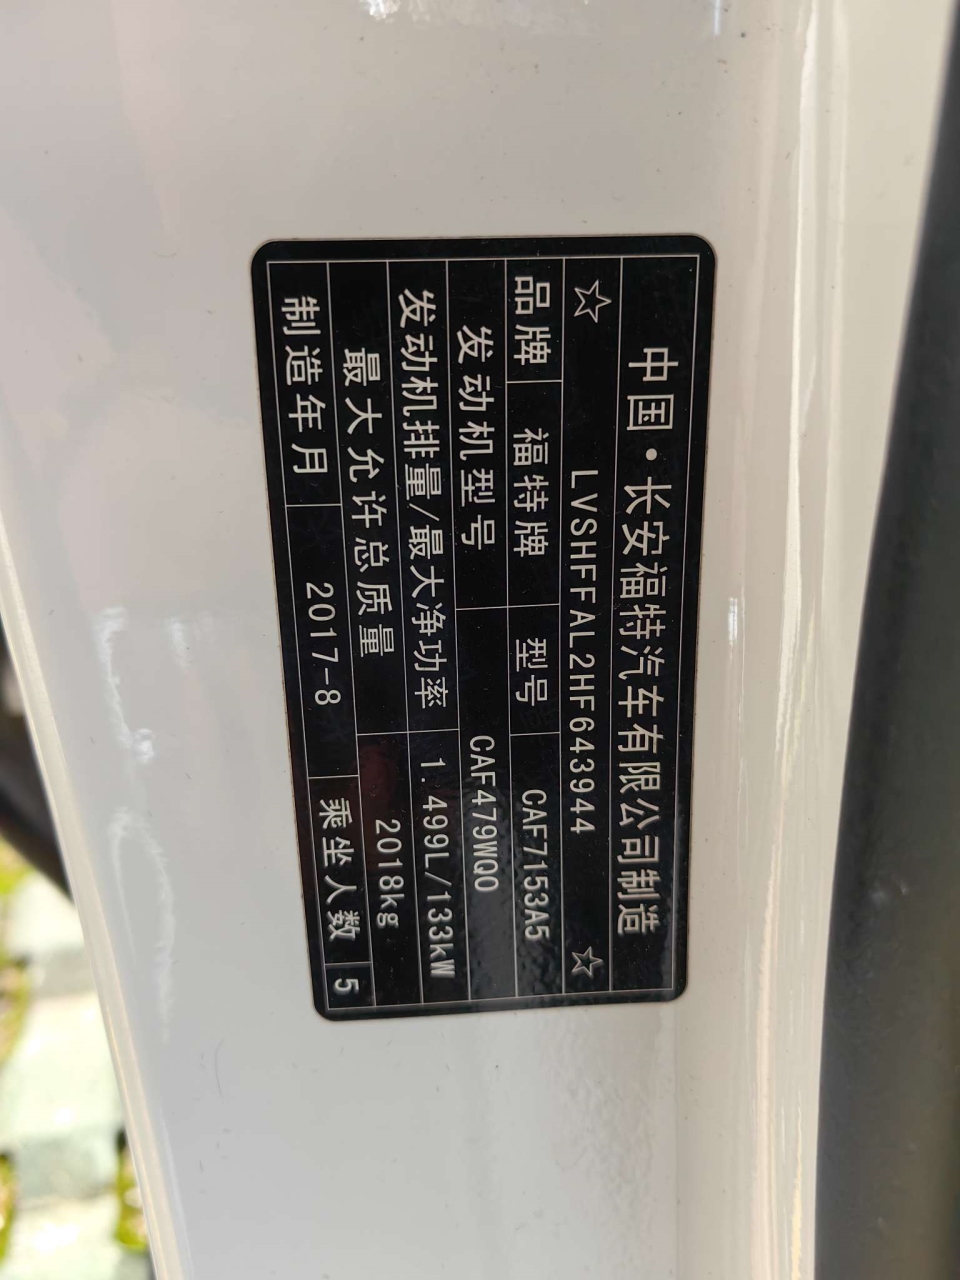 中国·长安福特汽车有限公司制造
☆ LVSHFFAL2HF643944 ☆
品牌 福特牌 型号 CAF7153A5
发动机型号 CAF479WQ0
发动机排量/最大净功率 1.499L/133kW
最大允许总质量 2018kg
制造年月 2017-8 乘坐人数 5